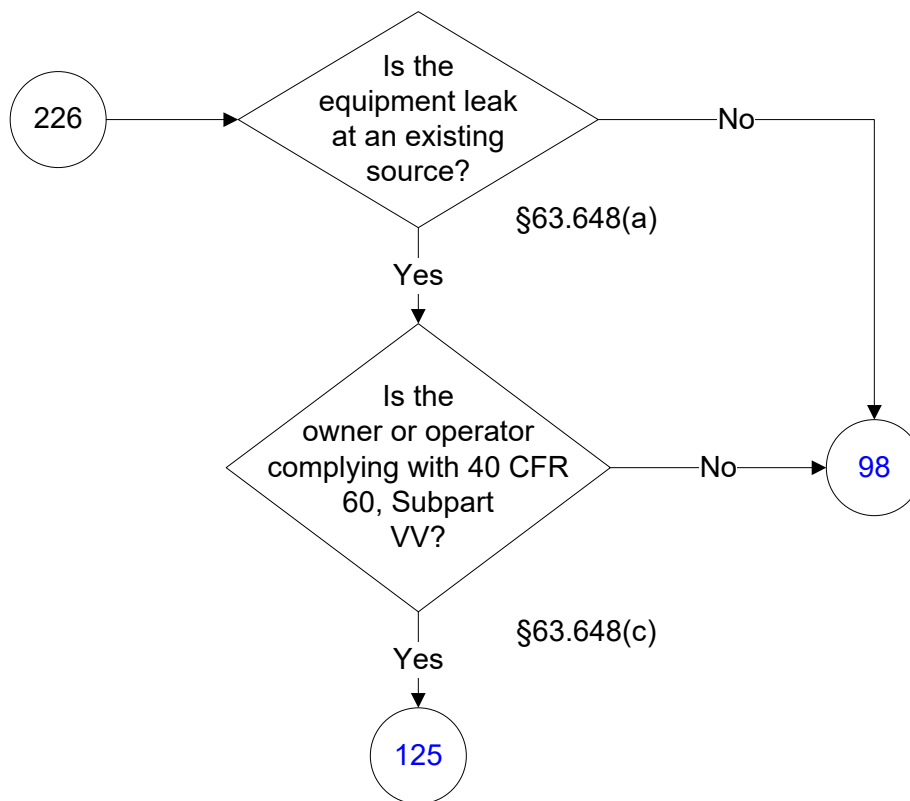 226
Is the
equipment leak
at an existing
source?
No
§63.648(a)
Yes
Is the
owner or operator
complying with 40 CFR
60, Subpart
VV?
No
98
§63.648(c)
Yes
125